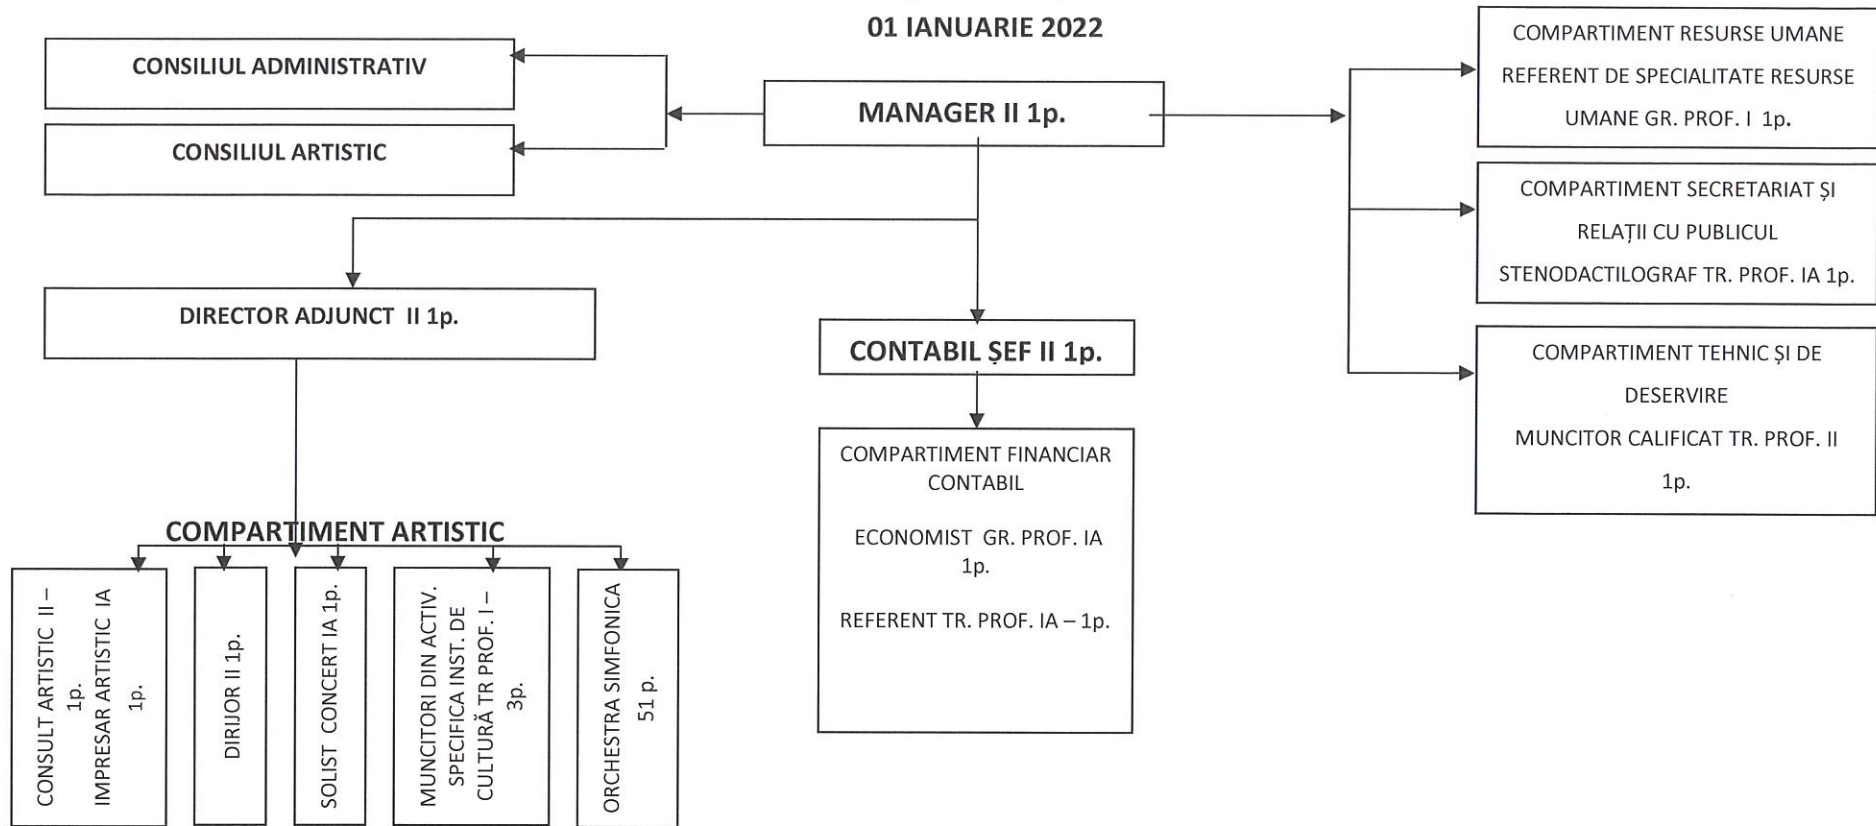 01 IANUARIE 2022
CONSILIUL ADMINISTRATIV
CONSILIUL ARTISTIC
MANAGER II 1p.
COMPARTIMENT RESURSE UMANE
REFERENT DE SPECIALITATE RESURSE
UMANE GR. PROF. I 1p.
COMPARTIMENT SECRETARIAT ȘI
RELAȚII CU PUBLICUL
STENODACTILOGRAF TR. PROF. IA 1p.
COMPARTIMENT TEHNIC ȘI DE
DESERVIRE
MUNCITOR CALIFICAT TR. PROF. II
1p.
DIRECTOR ADJUNCT II 1p.
CONTABIL ȘEF II 1p.
COMPARTIMENT FINANCIAR
CONTABIL
ECONOMIST GR. PROF. IA
1p.
REFERENT TR. PROF. IA – 1p.
COMPARTIMENT ARTISTIC
CONSULT ARTISTIC II –
1p.
IMPRESAR ARTISTIC IA
1p.
DIRIJOR II 1p.
SOLIST CONCERT IA 1p.
MUNCITORI DIN ACTIV.
SPECIFICA INST. DE
CULTURĂ TR PROF. I –
3p.
ORCHESTRA SIMFONICA
51 p.